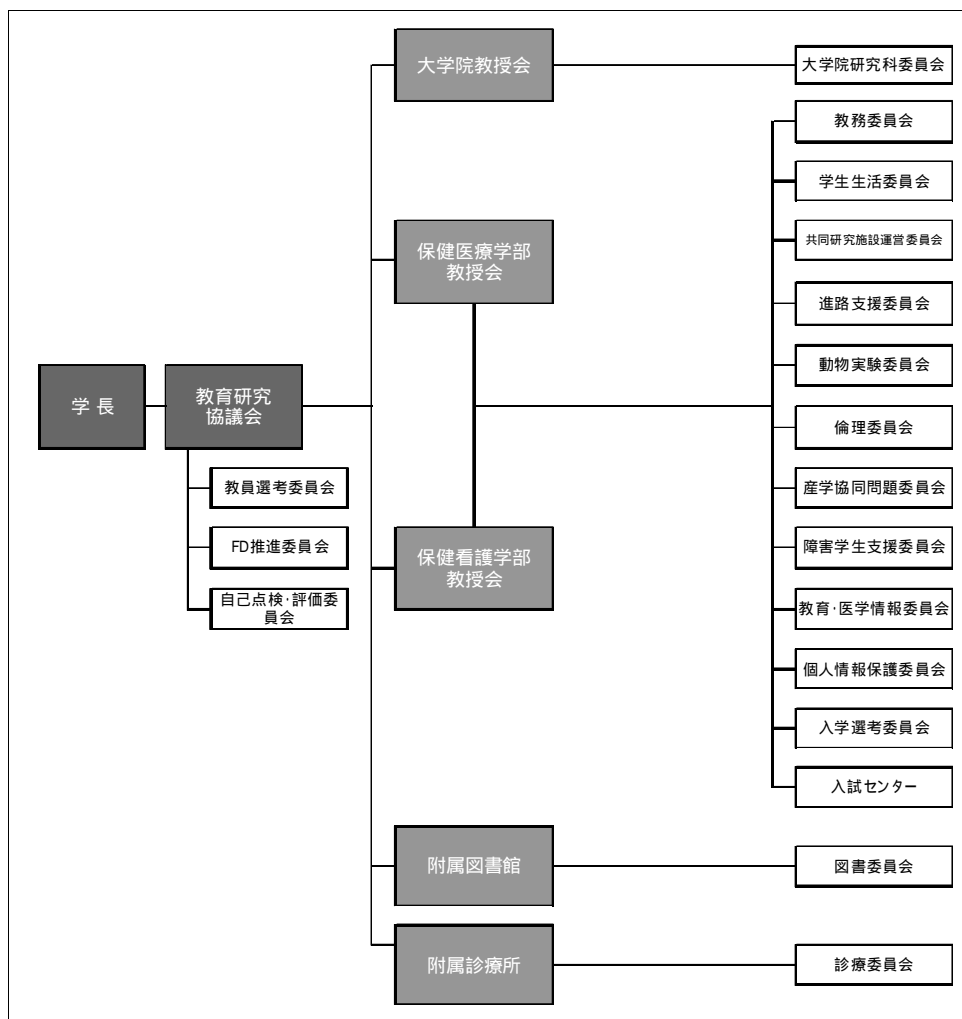 大学院教授会
大学院研究科委員会
教務委員会
学生生活委員会
共同研究施設運営委員会
保健医療学部
教授会
進路支援委員会
動物実験委員会
学 長
教育研究
協議会
倫理委員会
教員選考委員会
産学協同問題委員会
FD推進委員会
保健看護学部
教授会
障害学生支援委員会
自己点検･評価委
員会
教育･医学情報委員会
個人情報保護委員会
入学選考委員会
入試センター
附属図書館
図書委員会
附属診療所
診療委員会